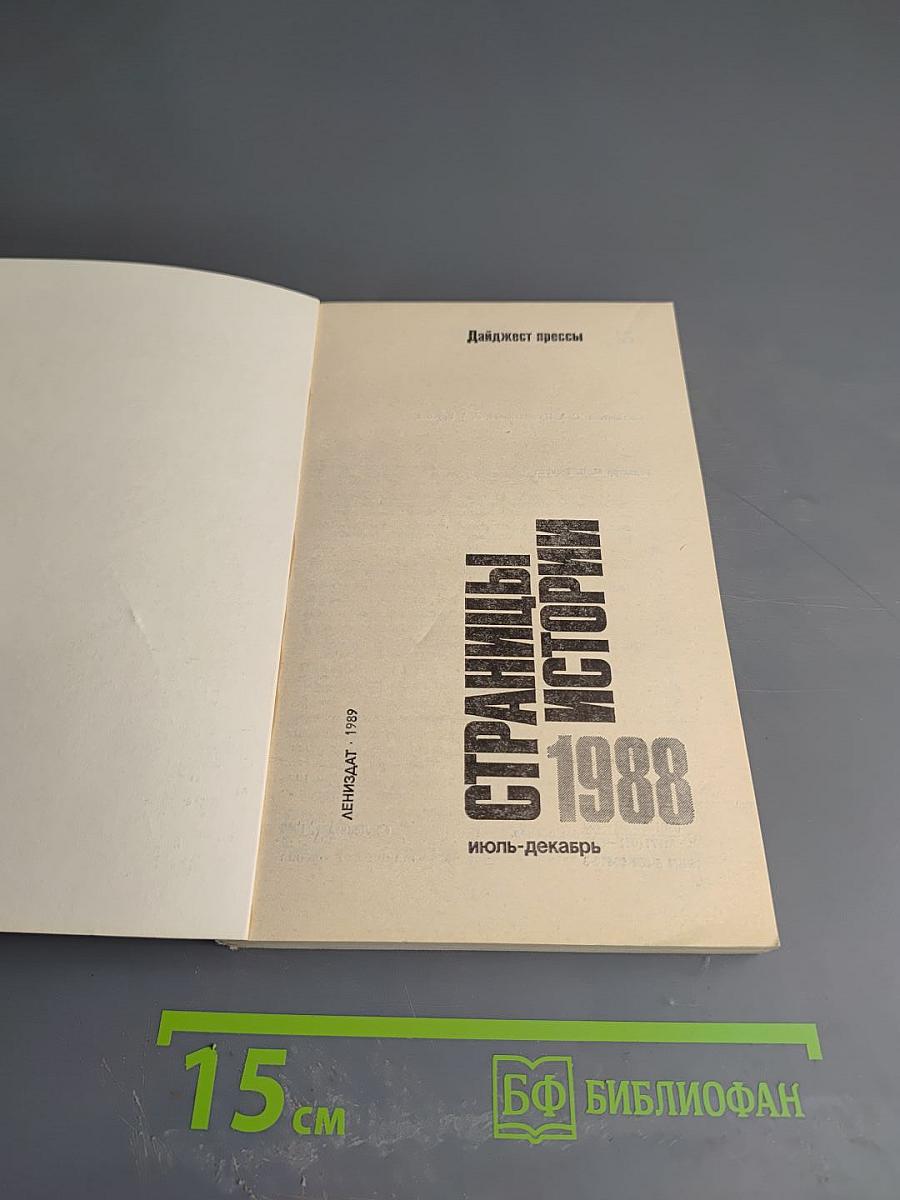 Дайджест прессы
СТРАНИЦЫ
ИСТОРИИ
1988
июль-декабрь
ЛЕНИЗДАТ · 1989
15 см
БФ БИБЛИОФАН